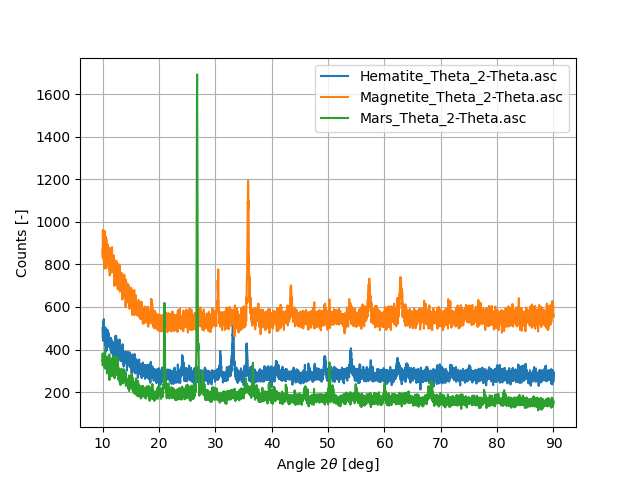 Hematite_Theta_2-Theta.asc
Magnetite_Theta_2-Theta.asc
Mars_Theta_2-Theta.asc
Counts [-]
1600
1400
1200
1000
800
600
400
200
10 20 30 40 50 60 70 80 90
Angle 2θ [deg]